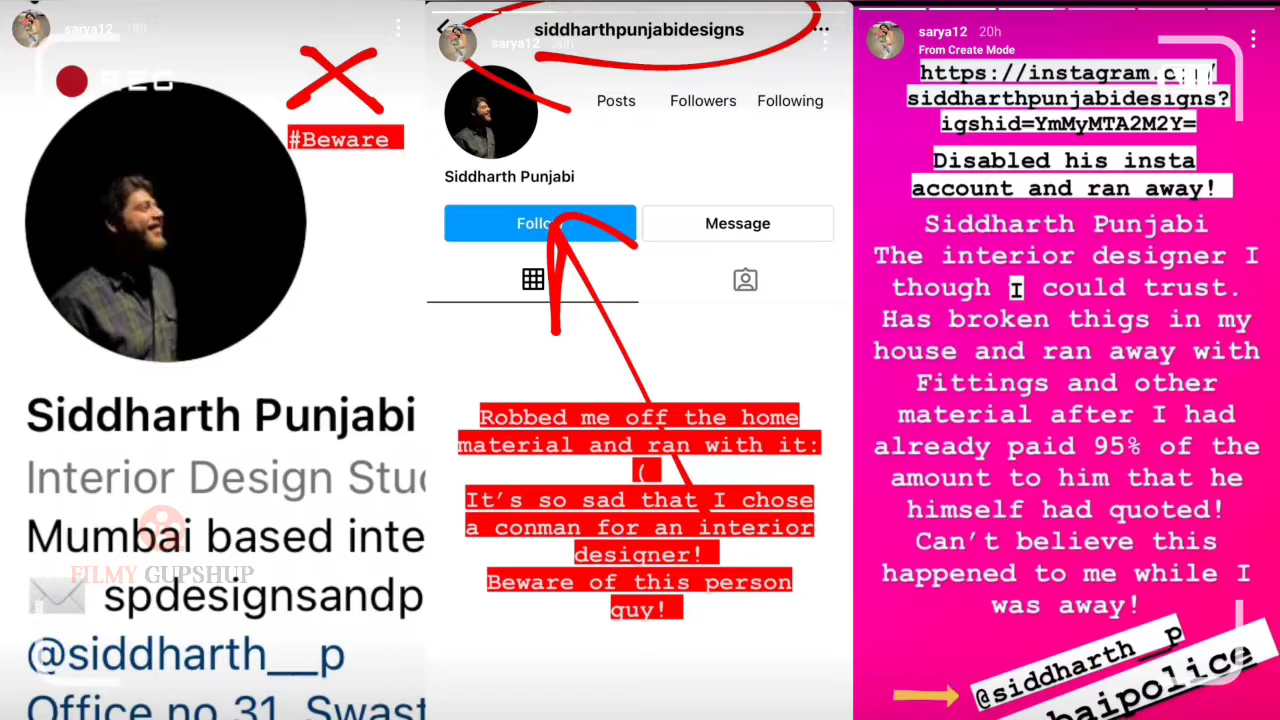 sarya12 19h
#Beware
Siddharth Punjabi
Interior Design Stu
Mumbai based inte
FILMY GUPSHUP
spdesignsandp
@siddharth__p
Office no 31, Swast
siddharthpunjabidesigns
sarya12 20h
Posts Followers Following
Siddharth Punjabi
Follow Message
Robbed me off the home
material and ran with it:
(
It's so sad that I chose
a conman for an interior
designer!
Beware of this person
guy!
sarya12 20h
From Create Mode
https://instagram.com/
siddharthpunjabidesigns?
igshid=YmMyMTA2M2Y=
Disabled his insta
account and ran away!
Siddharth Punjabi
The interior designer I
though I could trust.
Has broken thigs in my
house and ran away with
Fittings and other
material after I had
already paid 95% of the
amount to him that he
himself had quoted!
Can't believe this
happened to me while I
was away!
@siddharth__p
baipolice